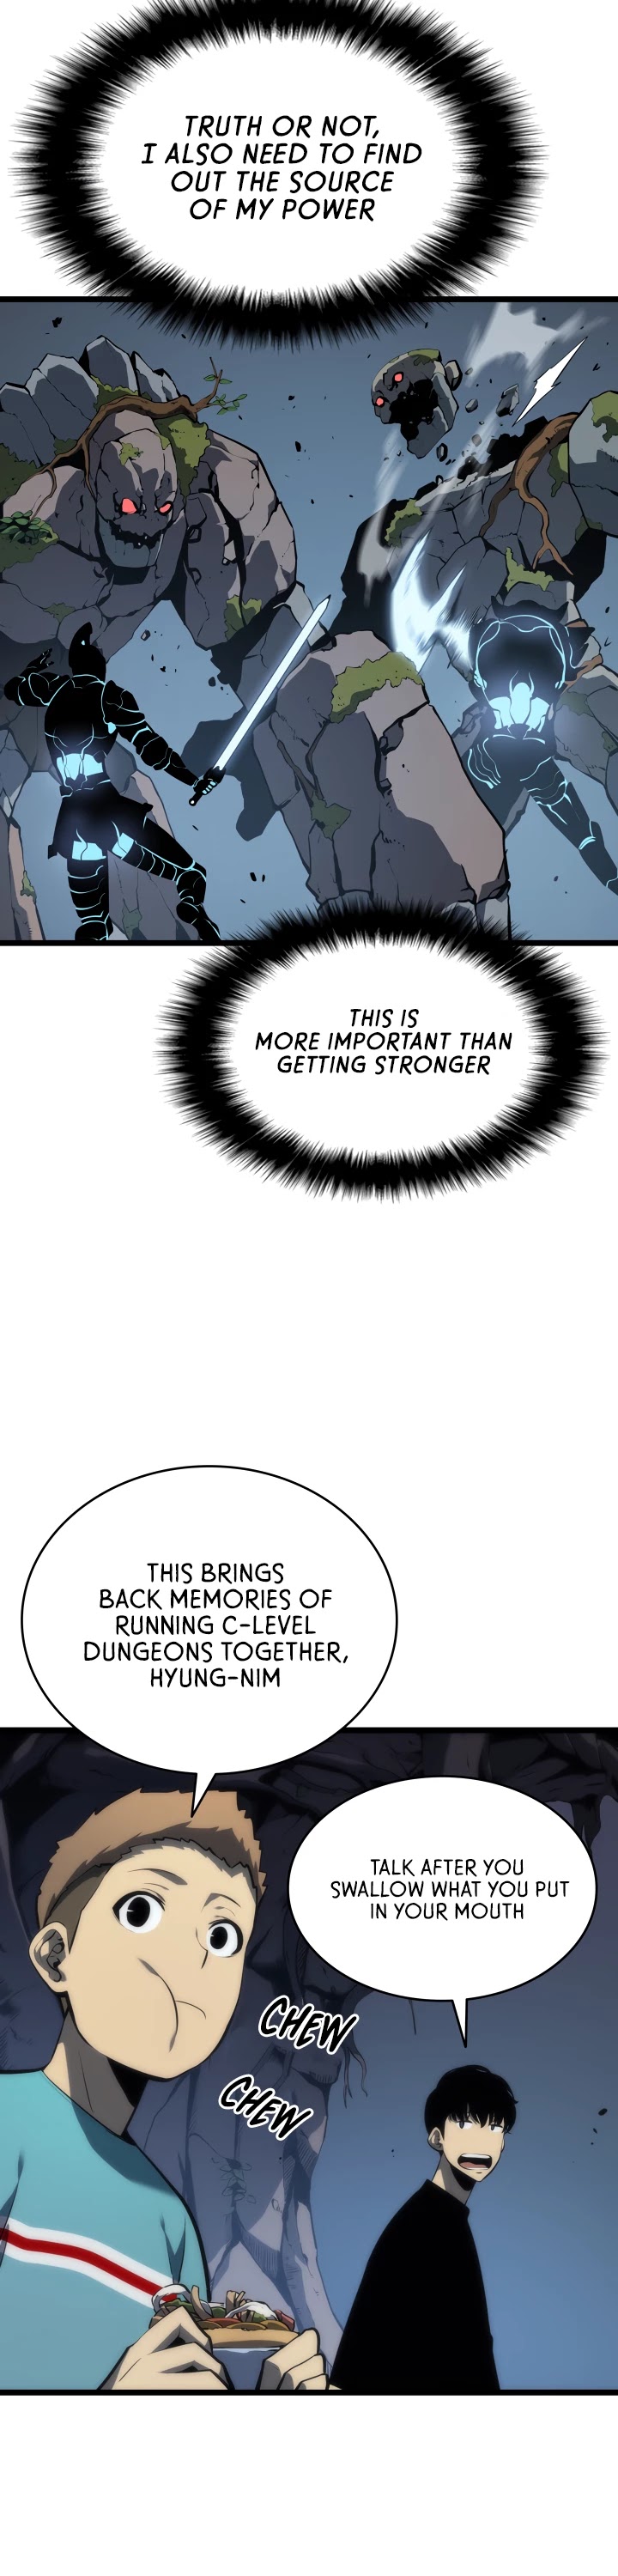 TRUTH OR NOT,
I ALSO NEED TO FIND
OUT THE SOURCE
OF MY POWER
THIS IS
MORE IMPORTANT THAN
GETTING STRONGER
THIS BRINGS
BACK MEMORIES OF
RUNNING C-LEVEL
DUNGEONS TOGETHER,
HYUNG-NIM
TALK AFTER YOU
SWALLOW WHAT YOU PUT
IN YOUR MOUTH
CHEW
CHEW